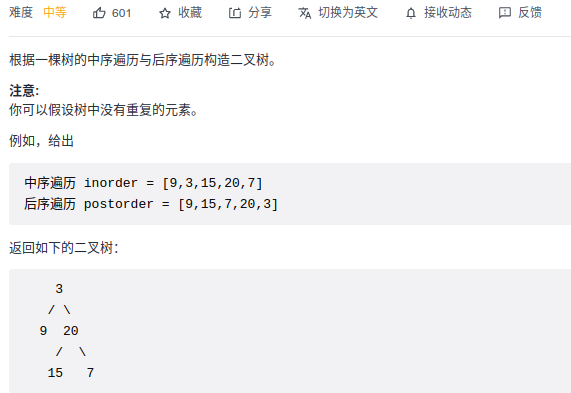 难度 中等 601 收藏 分享 切换为英文 接收动态 反馈
根据一棵树的中序遍历与后序遍历构造二叉树。
注意:
你可以假设树中没有重复的元素。
例如，给出
中序遍历 inorder = [9,3,15,20,7]
后序遍历 postorder = [9,15,7,20,3]
返回如下的二叉树：
3
/ \
9 20
/ \
15 7